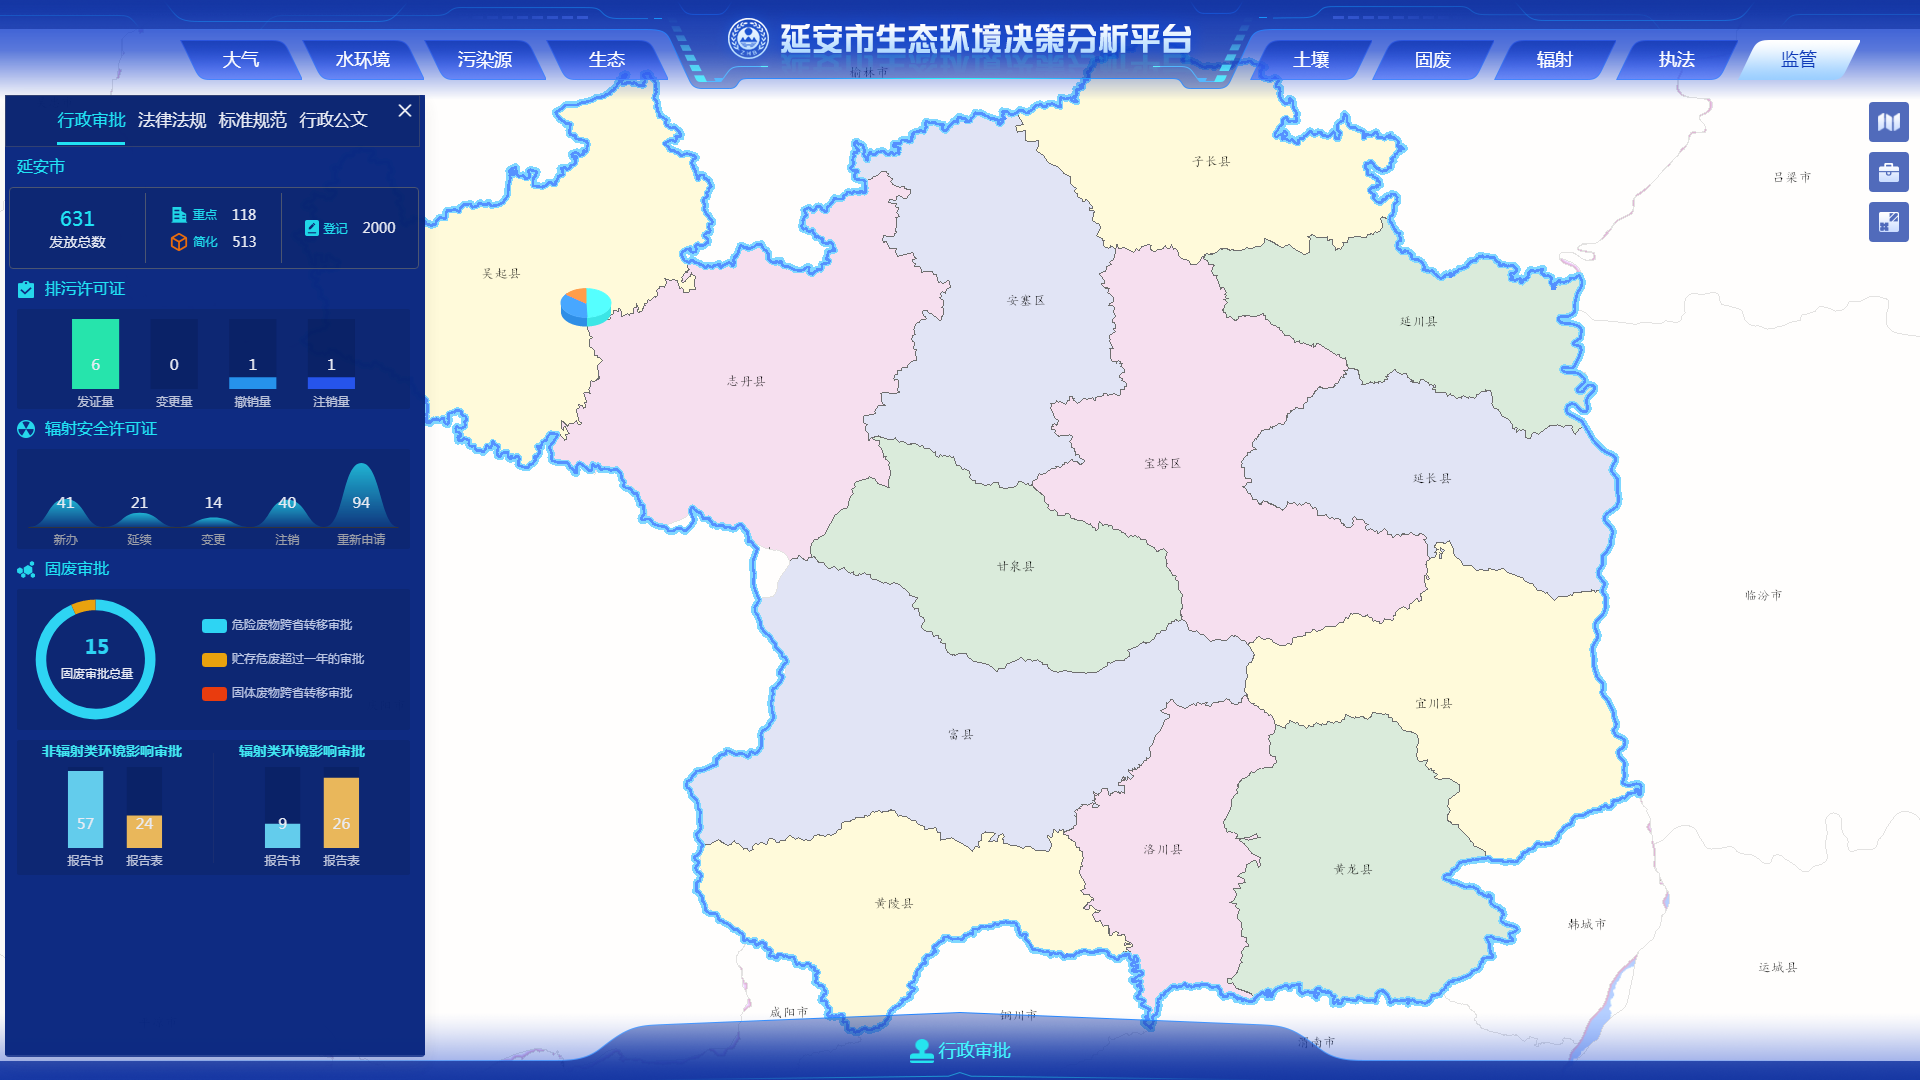 延安市生态环境决策分析平台
大气
水环境
污染源
生态
土壤
固废
辐射
执法
监管
行政审批 法律法规 标准规范 行政公文
延安市
631
发放总数
重点 118
简化 513
登记 2000
排污许可证
6 0 1 1
发证量 变更量 撤销量 注销量
辐射安全许可证
41 21 14 40 94
新办 延续 变更 注销 重新申请
固废审批
15
固废审批总量
危险废物跨省转移审批
贮存危废超过一年的审批
固体废物跨省转移审批
非辐射类环境影响审批
57 24
报告书 报告表
辐射类环境影响审批
9 26
报告书 报告表
榆林市
子长县
吕梁市
吴起县
安塞区
延川县
志丹县
宝塔区
延长县
甘泉县
临汾市
宜川县
富县
洛川县
黄龙县
黄陵县
韩城市
运城县
咸阳市
铜川市
渭南市
行政审批